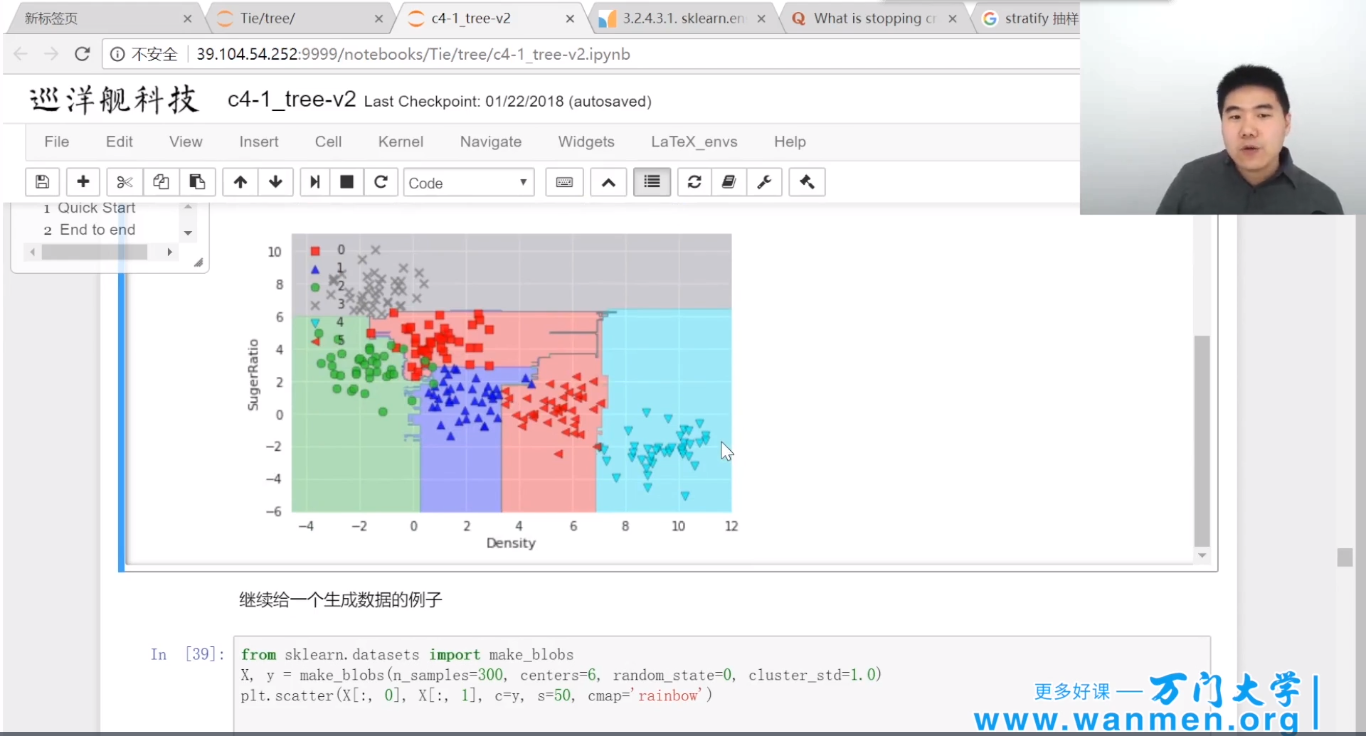 新标签页
Tie/tree/
c4-1_tree-v2
3.2.4.3.1. sklearn.en
What is stopping cr
stratify 抽样
不安全
39.104.54.252:9999/notebooks/Tie/tree/c4-1_tree-v2.ipynb
巡洋舰科技
c4-1_tree-v2 Last Checkpoint: 01/22/2018 (autosaved)
File Edit View Insert Cell Kernel Navigate Widgets LaTeX_envs Help
Code
1 Quick Start
2 End to end
10
8
6
4
2
0
−2
−4
−6
SugerRatio
0
1
2
3
4
5
−4 −2 0 2 4 6 8 10 12
Density
继续给一个生成数据的例子
In [39]:
from sklearn.datasets import make_blobs
X, y = make_blobs(n_samples=300, centers=6, random_state=0, cluster_std=1.0)
plt.scatter(X[:, 0], X[:, 1], c=y, s=50, cmap='rainbow')
更多好课 — 万门大学
www.wanmen.org